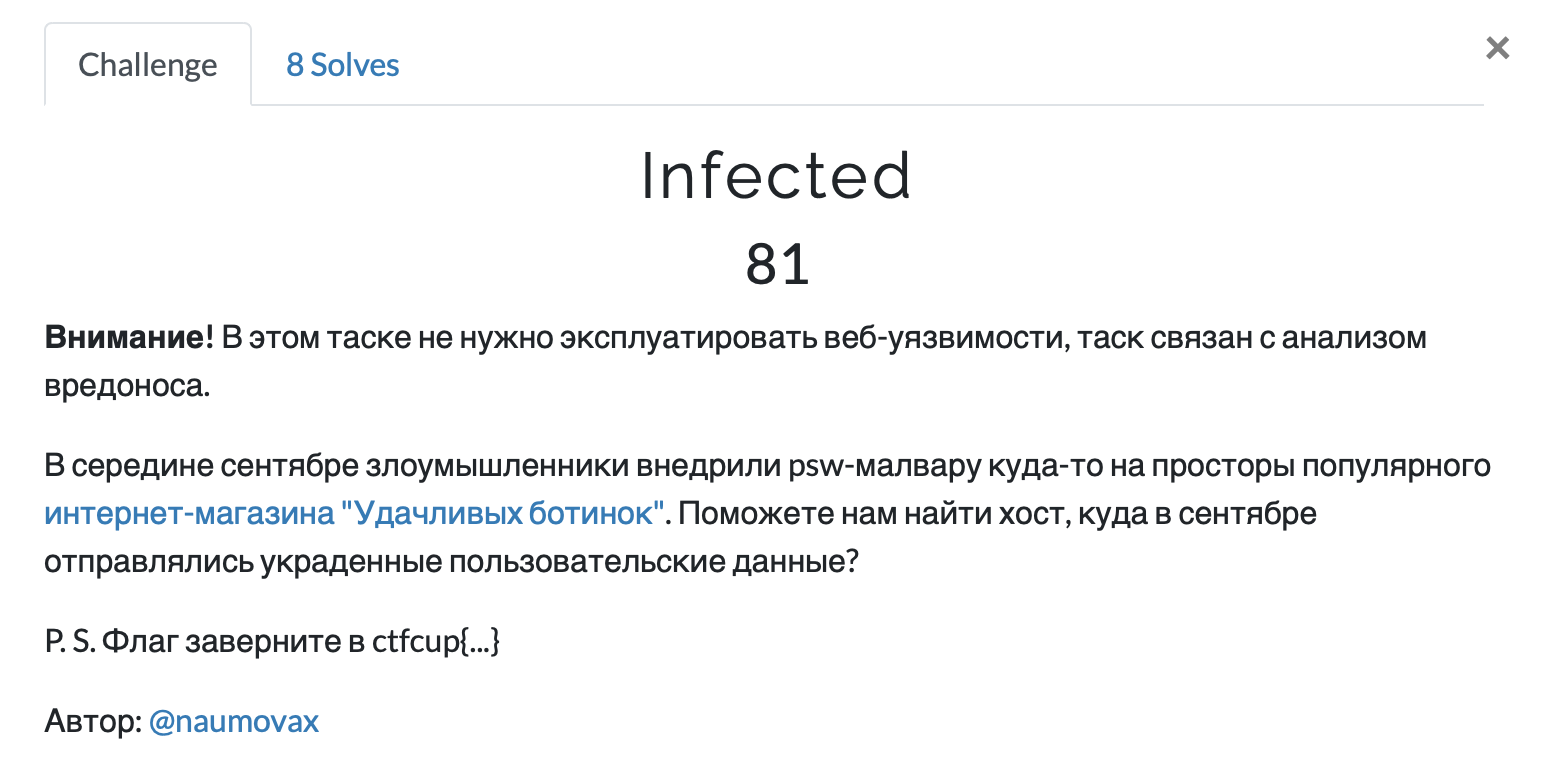 Challenge
8 Solves
×
Infected
81
Внимание! В этом таске не нужно эксплуатировать веб-уязвимости, таск связан с анализом
вредоноса.
В середине сентябре злоумышленники внедрили psw-малвару куда-то на просторы популярного
интернет-магазина "Удачливых ботинок". Поможете нам найти хост, куда в сентябре
отправлялись украденные пользовательские данные?
P. S. Флаг заверните в ctfcup{...}
Автор: @naumovax